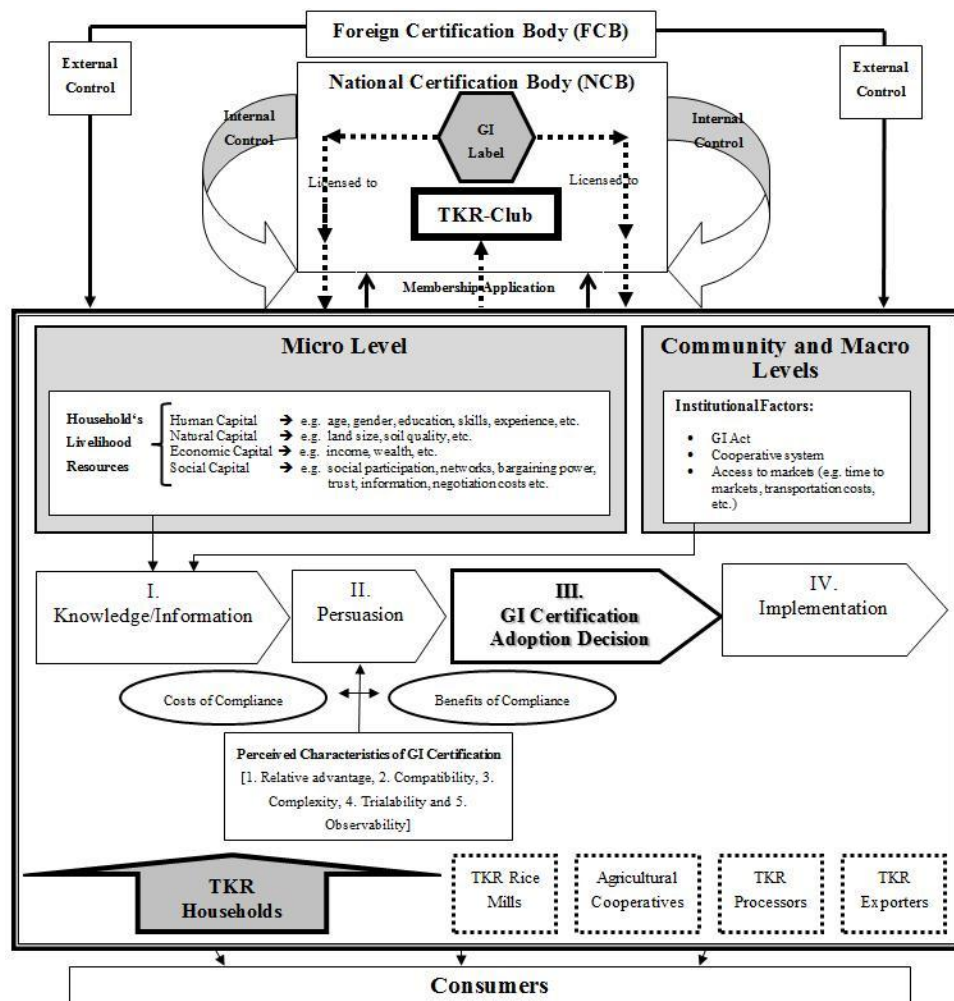 Foreign Certification Body (FCB)
External
Control
External
Control
National Certification Body (NCB)
Internal
Control
Internal
Control
GI
Label
Licensed to
Licensed to
TKR-Club
Membership Application
Micro Level
Household's
Livelihood
Resources
Human Capital → e.g. age, gender, education, skills, experience, etc.
Natural Capital → e.g. land size, soil quality, etc.
Economic Capital → e.g. income, wealth, etc.
Social Capital → e.g. social participation, networks, bargaining power,
trust, information, negotiation costs etc.
Community and Macro
Levels
Institutional Factors:
• GI Act
• Cooperative system
• Access to markets (e.g. time to
markets, transportation costs,
etc.)
I.
Knowledge/Information
II.
Persuasion
III.
GI Certification
Adoption Decision
IV.
Implementation
Costs of Compliance
Benefits of Compliance
Perceived Characteristics of GI Certification
[1. Relative advantage, 2. Compatibility, 3.
Complexity, 4. Trialability and 5.
Observability]
TKR
Households
TKR Rice
Mills
Agricultural
Cooperatives
TKR
Processors
TKR
Exporters
Consumers